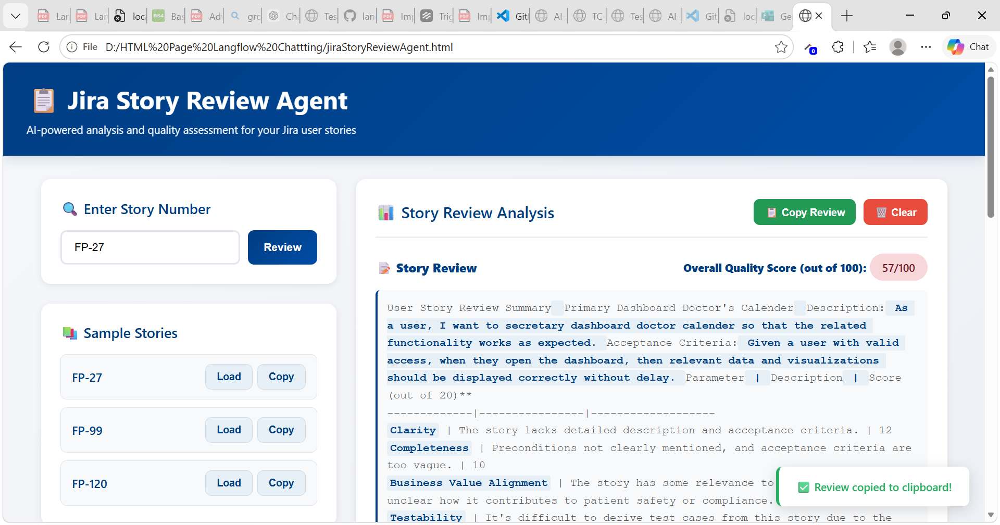 Lar
Lar
loc
B64
Bas
Adv
grc
Cha
Tes
lan
Imp
Trig
Imp
Git
AI-
TC-
Tes
AI-
Git
loc
Ge
File D:/HTML%20Page%20Langflow%20Chattting/jiraStoryReviewAgent.html
0
Chat
Jira Story Review Agent
AI-powered analysis and quality assessment for your Jira user stories
Enter Story Number
FP-27
Review
Sample Stories
FP-27 Load Copy
FP-99 Load Copy
FP-120 Load Copy
Story Review Analysis
Copy Review
Clear
Story Review
Overall Quality Score (out of 100): 57/100
User Story Review Summary Primary Dashboard Doctor's Calender Description: As
a user, I want to secretary dashboard doctor calender so that the related
functionality works as expected. Acceptance Criteria: Given a user with valid
access, when they open the dashboard, then relevant data and visualizations
should be displayed correctly without delay. Parameter | Description | Score
(out of 20)**
-------------|----------------|-------------------
Clarity | The story lacks detailed description and acceptance criteria. | 12
Completeness | Preconditions not clearly mentioned, and acceptance criteria are
too vague. | 10
Business Value Alignment | The story has some relevance to
unclear how it contributes to patient safety or compliance.
Testability | It's difficult to derive test cases from this story due to the
Review copied to clipboard!